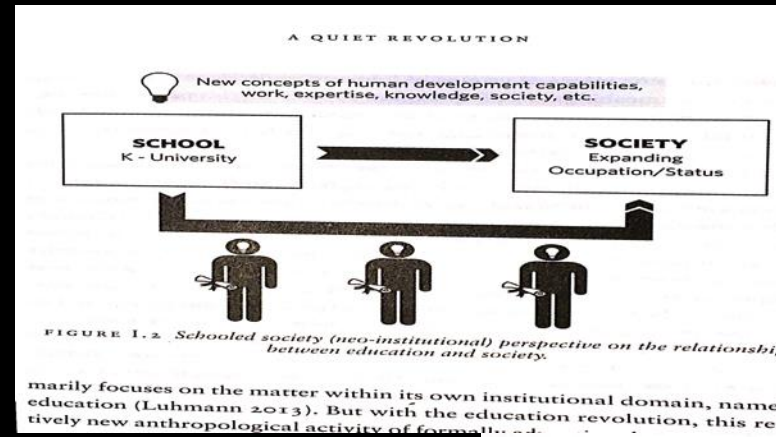 A QUIET REVOLUTION
New concepts of human development capabilities,
work, expertise, knowledge, society, etc.
SCHOOL
K - University
SOCIETY
Expanding
Occupation/Status
FIGURE I.2 Schooled society (neo-institutional) perspective on the
between education and society.
marily focuses on the matter within its own institutional domain,
education (Luhmann 2013). But with the education revolution, this
tively new anthropological activity of formally